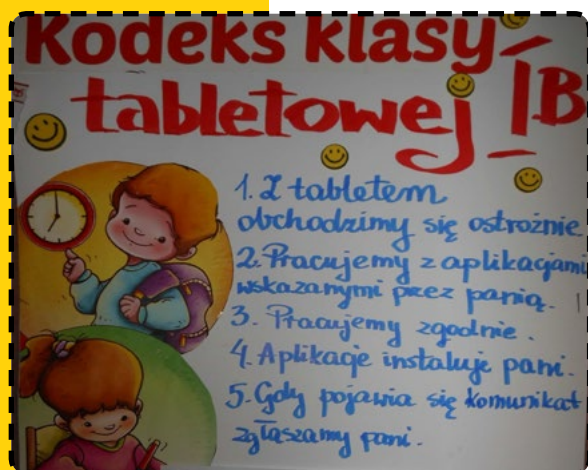 Kodeks klasy
tabletowej IB
1. Z tabletem
obchodzimy się ostrożnie
2. Pracujemy z aplikacjami
wskazanymi przez panią.
3. Pracujemy zgodnie.
4. Aplikacje instaluje pani.
5. Gdy pojawia się komunikat
zgłaszamy pani.